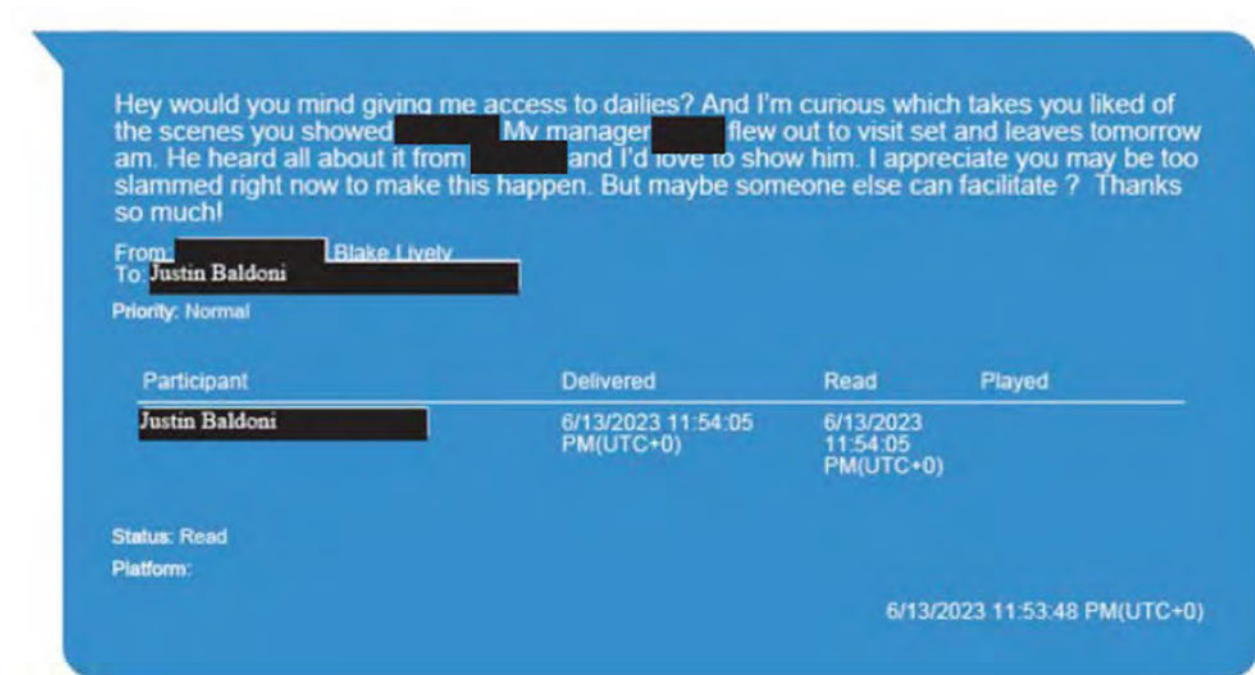 Hey would you mind giving me access to dailies? And I'm curious which takes you liked of
the scenes you showed My manager flew out to visit set and leaves tomorrow
am. He heard all about it from and I'd love to show him. I appreciate you may be too
slammed right now to make this happen. But maybe someone else can facilitate ? Thanks
so much!
From: Blake Lively
To: Justin Baldoni
Priority: Normal
Participant Delivered Read Played
Justin Baldoni 6/13/2023 11:54:05 6/13/2023
PM(UTC+0) 11:54:05
PM(UTC+0)
Status: Read
Platform:
6/13/2023 11:53:48 PM(UTC+0)